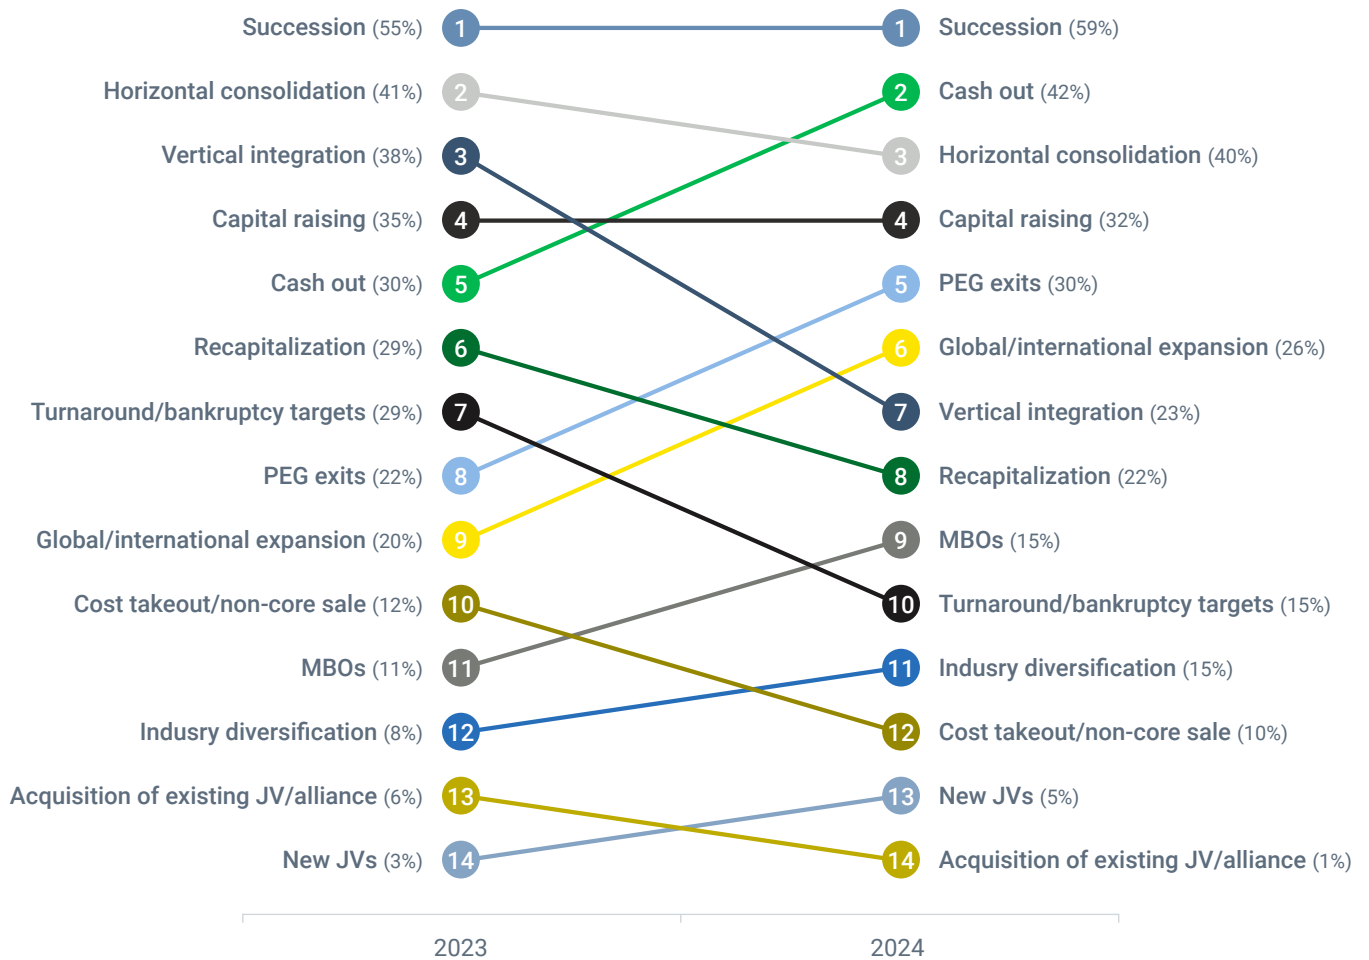 Succession (55%) 1 1 Succession (59%)
Horizontal consolidation (41%) 2 2 Cash out (42%)
Vertical integration (38%) 3 3 Horizontal consolidation (40%)
Capital raising (35%) 4 4 Capital raising (32%)
Cash out (30%) 5 5 PEG exits (30%)
Recapitalization (29%) 6 6 Global/international expansion (26%)
Turnaround/bankruptcy targets (29%) 7 7 Vertical integration (23%)
PEG exits (22%) 8 8 Recapitalization (22%)
Global/international expansion (20%) 9 9 MBOs (15%)
Cost takeout/non-core sale (12%) 10 10 Turnaround/bankruptcy targets (15%)
MBOs (11%) 11 11 Indusry diversification (15%)
Indusry diversification (8%) 12 12 Cost takeout/non-core sale (10%)
Acquisition of existing JV/alliance (6%) 13 13 New JVs (5%)
New JVs (3%) 14 14 Acquisition of existing JV/alliance (1%)
2023 2024